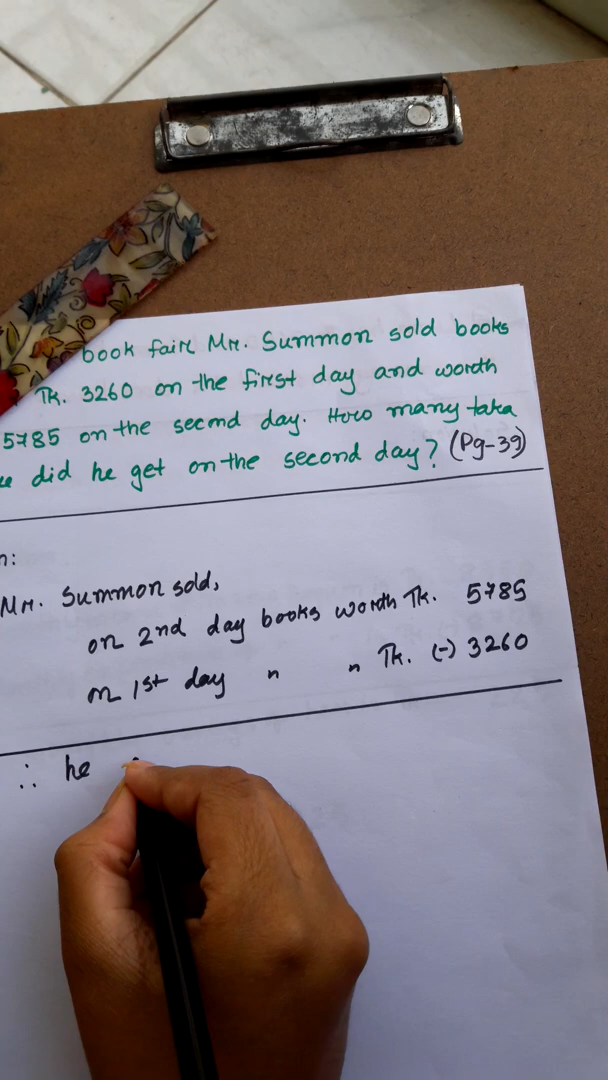 book fair Mr. Summon sold books
Tk. 3260 on the first day and worth
5785 on the second day. How many taka
did he get on the second day? (Pg-39)
n:
Mr. Summon sold,
on 2nd day books worth Tk. 5785
on 1st day " " Tk. (-) 3260
∴ he